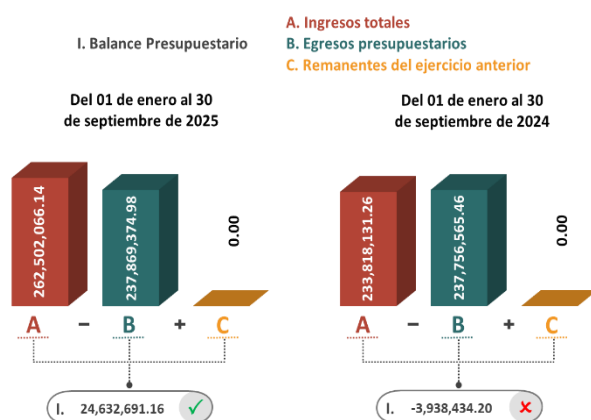 A. Ingresos totales
I. Balance Presupuestario
B. Egresos presupuestarios
C. Remanentes del ejercicio anterior
Del 01 de enero al 30
de septiembre de 2025
Del 01 de enero al 30
de septiembre de 2024
262,502,066.14
237,869,374.98
0.00
233,818,131.26
237,756,565.46
0.00
A – B + C
A – B + C
I. 24,632,691.16 ✓
I. -3,938,434.20 ✗